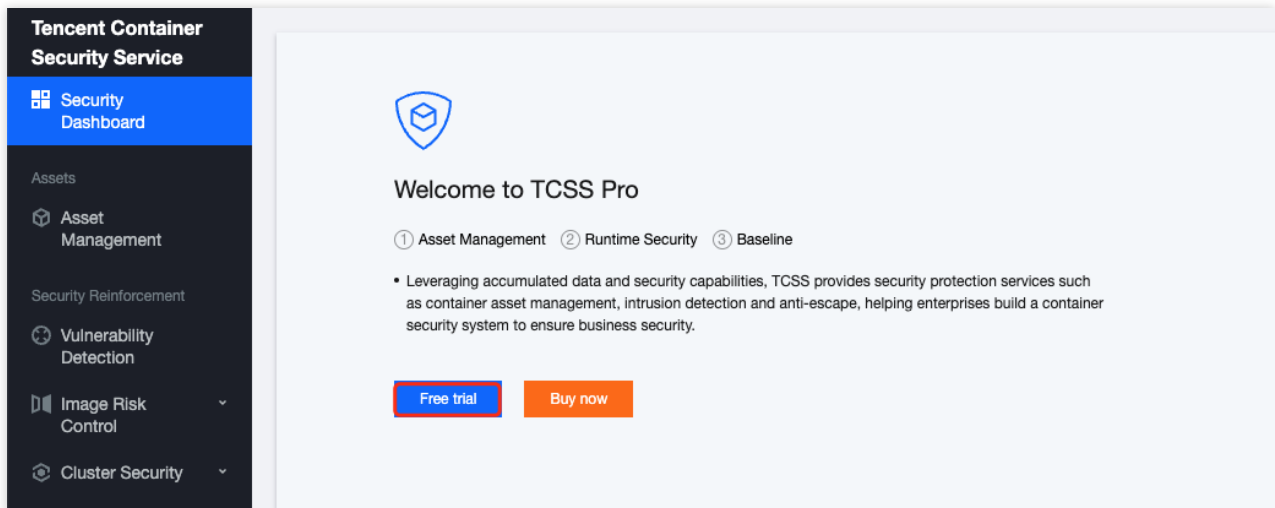 Tencent Container
Security Service
Security
Dashboard
Assets
Asset
Management
Security Reinforcement
Vulnerability
Detection
Image Risk
Control
Cluster Security
Welcome to TCSS Pro
1 Asset Management 2 Runtime Security 3 Baseline
• Leveraging accumulated data and security capabilities, TCSS provides security protection services such
as container asset management, intrusion detection and anti-escape, helping enterprises build a container
security system to ensure business security.
Free trial Buy now